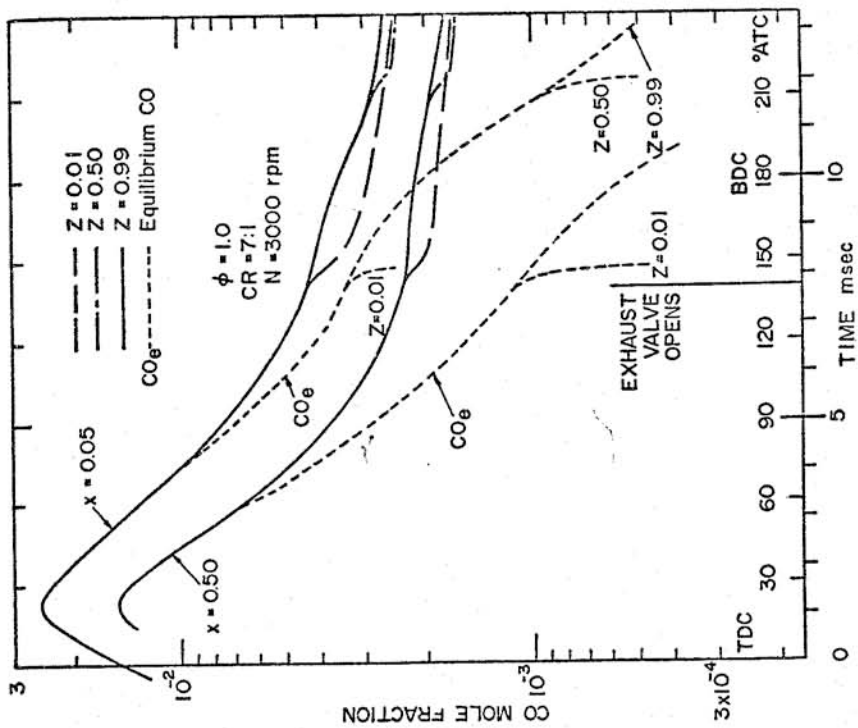 Z=0.01
Z=0.50
Z=0.99
COe Equilibrium CO
ϕ=1.0
CR=7:1
N=3000 rpm
x = 0.05
x = 0.50
COe
COe
Z=0.01
Z=0.01
Z=0.50
Z=0.99
EXHAUST
VALVE
OPENS
CO MOLE FRACTION
3
10⁻²
10⁻³
3x10⁻⁴
TDC 30 60 90 120 150 180 210 °ATC
BDC
0 5 10
TIME msec